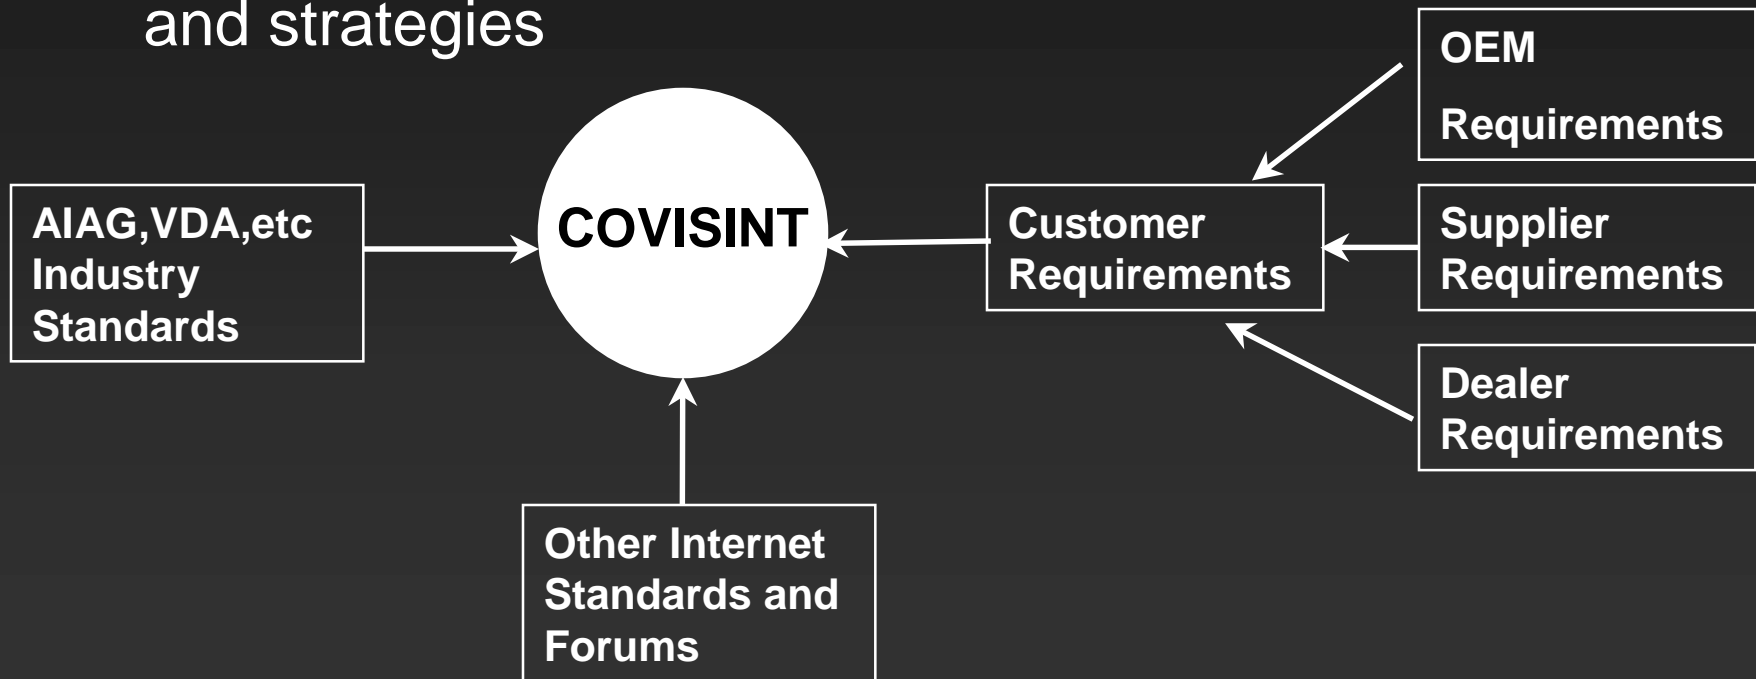 and strategies
AIAG,VDA,etc
Industry
Standards
COVISINT
Other Internet
Standards and
Forums
Customer
Requirements
OEM
Requirements
Supplier
Requirements
Dealer
Requirements